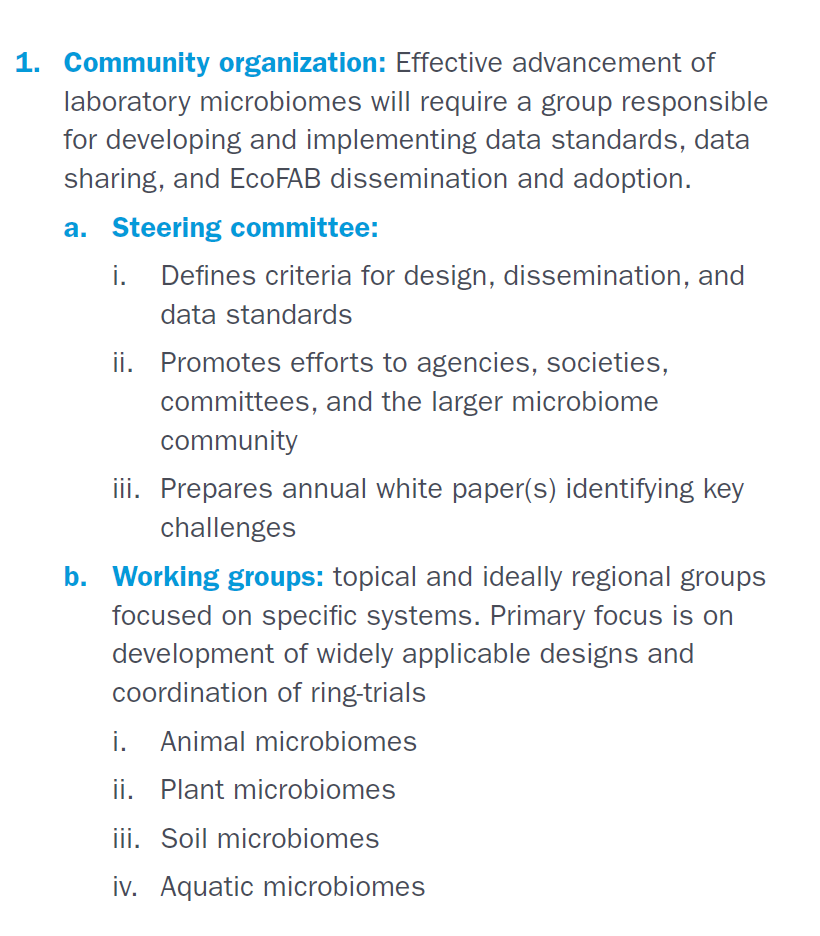 1. Community organization: Effective advancement of
laboratory microbiomes will require a group responsible
for developing and implementing data standards, data
sharing, and EcoFAB dissemination and adoption.
a. Steering committee:
i. Defines criteria for design, dissemination, and
data standards
ii. Promotes efforts to agencies, societies,
committees, and the larger microbiome
community
iii. Prepares annual white paper(s) identifying key
challenges
b. Working groups: topical and ideally regional groups
focused on specific systems. Primary focus is on
development of widely applicable designs and
coordination of ring-trials
i. Animal microbiomes
ii. Plant microbiomes
iii. Soil microbiomes
iv. Aquatic microbiomes